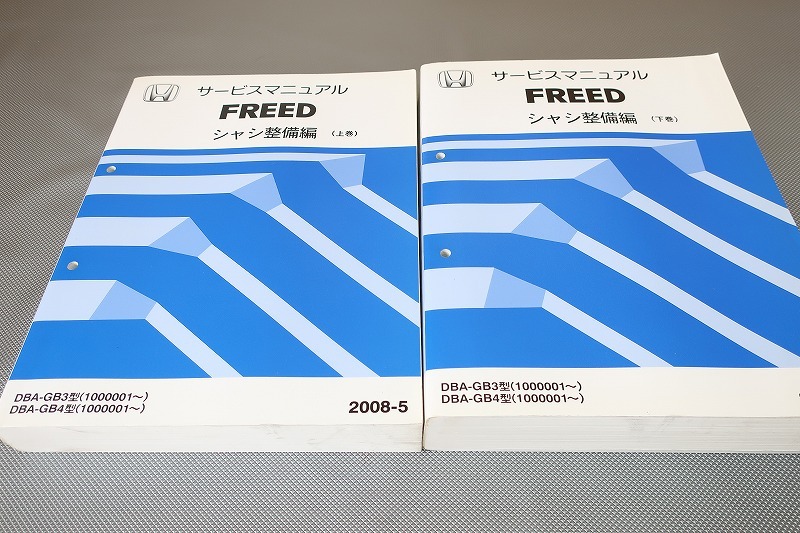 サービスマニュアル
FREED
シャシ整備編 (上巻)
DBA-GB3型(1000001～)
DBA-GB4型(1000001～)
2008-5
サービスマニュアル
FREED
シャシ整備編 (下巻)
DBA-GB3型(1000001～)
DBA-GB4型(1000001～)